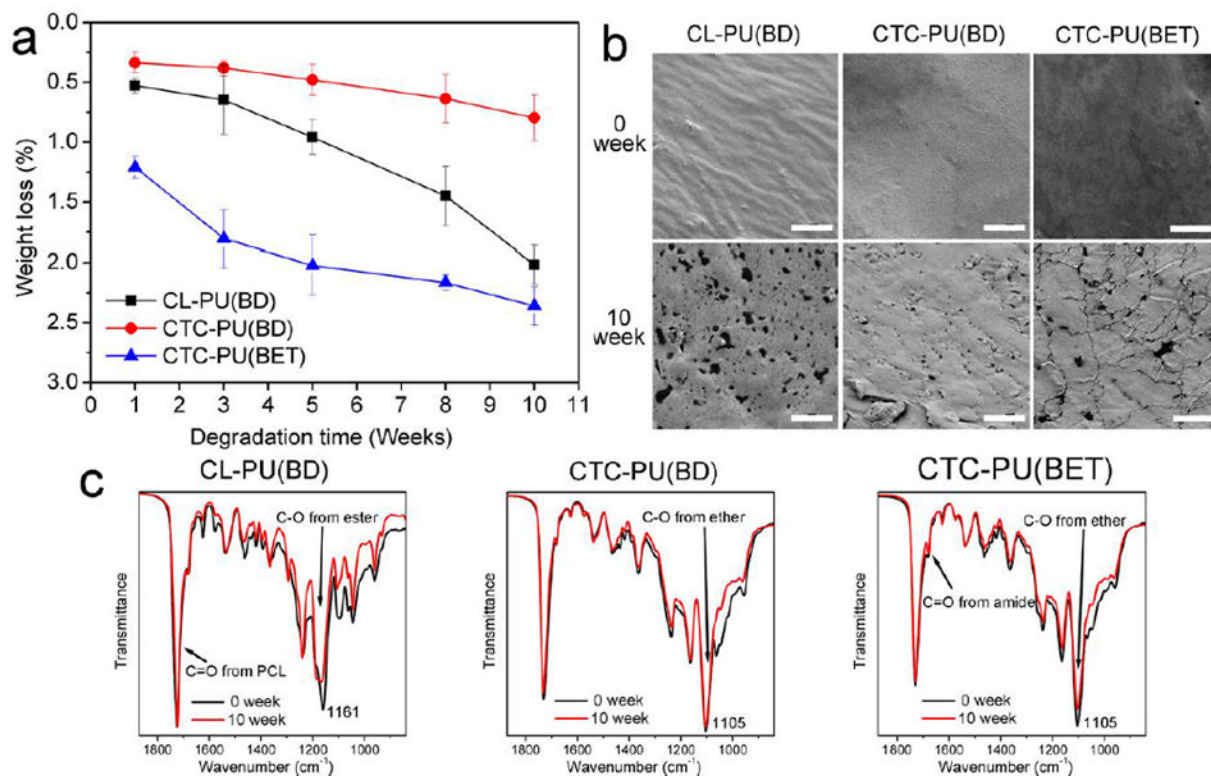 a
0.0
0.5
1.0
1.5
2.0
2.5
3.0
Weight loss (%)
CL-PU(BD)
CTC-PU(BD)
CTC-PU(BET)
0 1 2 3 4 5 6 7 8 9 10 11
Degradation time (Weeks)
b
CL-PU(BD) CTC-PU(BD) CTC-PU(BET)
0
week
10
week
c
CL-PU(BD)
C-O from ester
C=O from PCL
0 week
10 week
1161
Transmittance
1800 1600 1400 1200 1000
Wavenumber (cm⁻¹)
CTC-PU(BD)
C-O from ether
0 week
10 week
1105
Transmittance
1800 1600 1400 1200 1000
Wavenumber (cm⁻¹)
CTC-PU(BET)
C-O from ether
C=O from amide
0 week
10 week
1105
Transmittance
1800 1600 1400 1200 1000
Wavenumber (cm⁻¹)